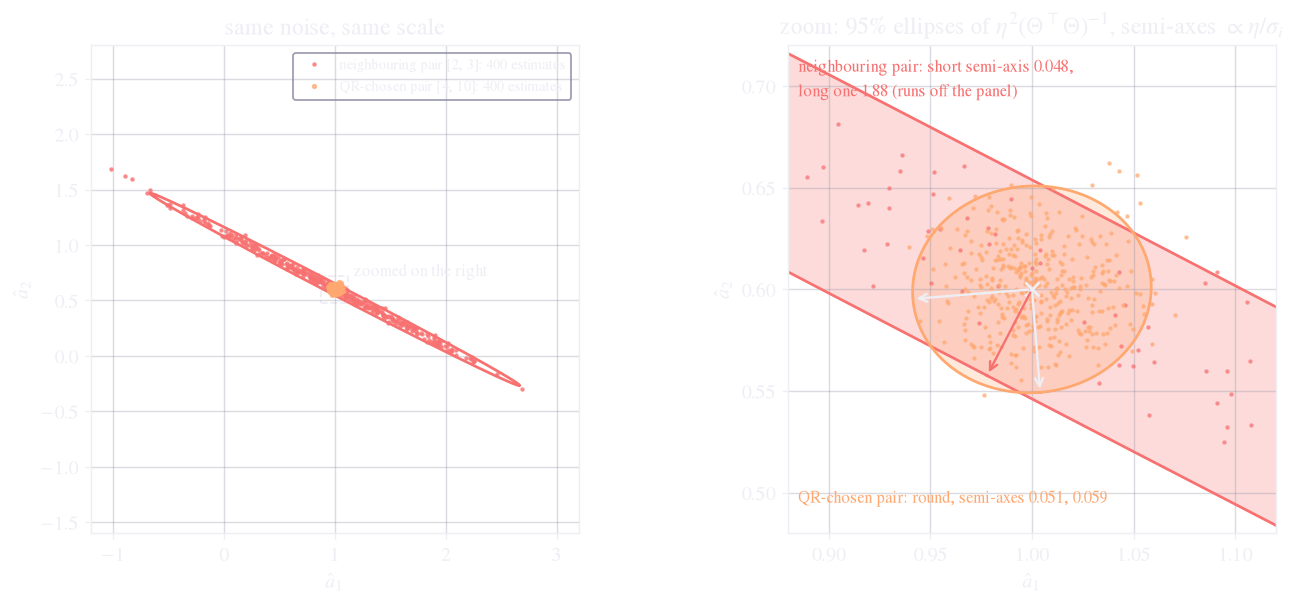 same noise, same scale
neighbouring pair [2, 3]: 400 estimates
QR-chosen pair [4, 10]: 400 estimates
2.5
2.0
1.5
1.0
zoomed on the right
0.5
0.0
−0.5
−1.0
−1.5
−1
0
1
2
3
â₁
â₂
zoom: 95% ellipses of η²(Θ⊤Θ)⁻¹, semi-axes ∝ η/σᵢ
neighbouring pair: short semi-axis 0.048,
long one 1.88 (runs off the panel)
0.70
0.65
0.60
0.55
0.50
QR-chosen pair: round, semi-axes 0.051, 0.059
0.90
0.95
1.00
1.05
1.10
â₁
â₂